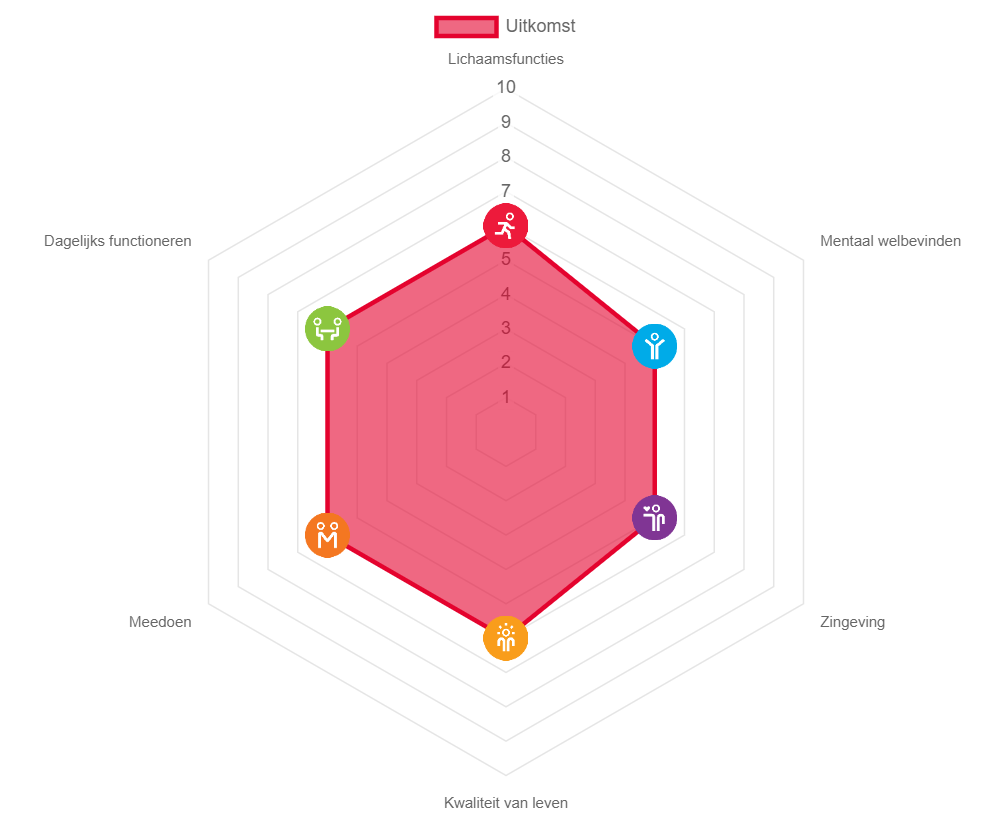 Uitkomst
Lichaamsfuncties
10
9
8
7
5
4
3
2
1
Dagelijks functioneren
Mentaal welbevinden
Meedoen
Zingeving
Kwaliteit van leven